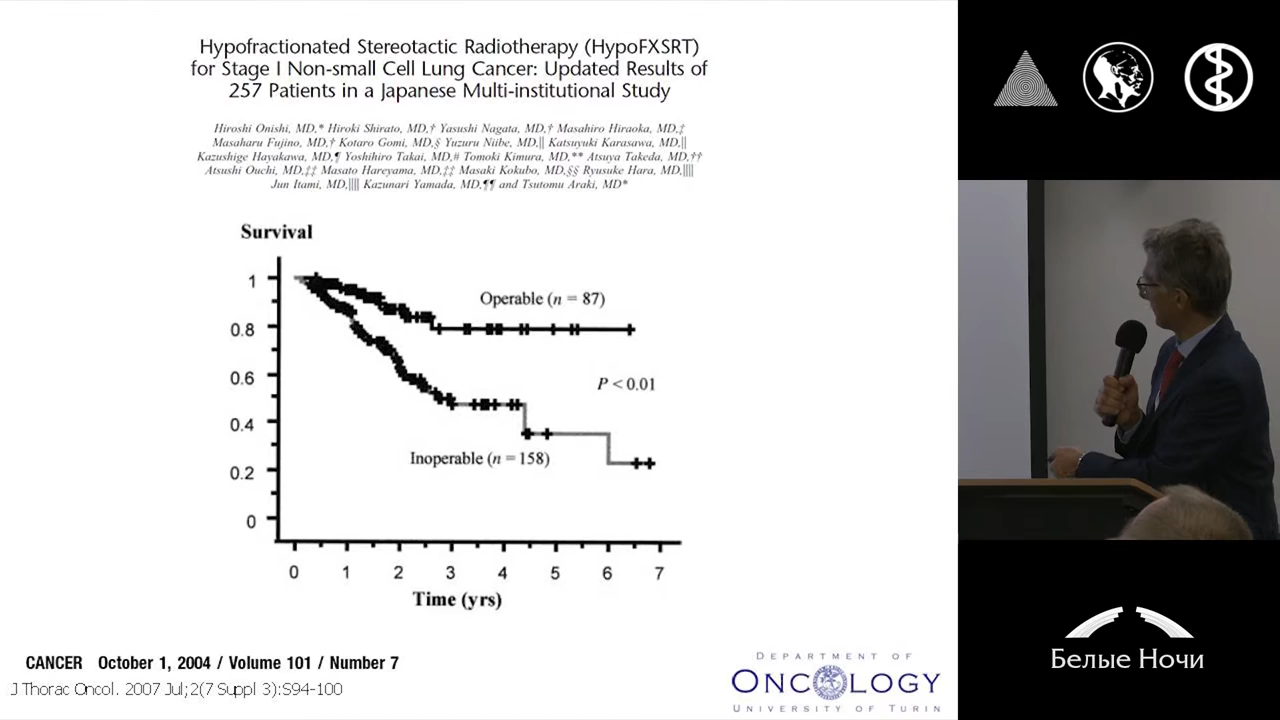 Hypofractionated Stereotactic Radiotherapy (HypoFXSRT)
for Stage I Non-small Cell Lung Cancer: Updated Results of
257 Patients in a Japanese Multi-institutional Study
Hiroshi Onishi, MD,* Hiroki Shirato, MD,† Yasushi Nagata, MD,† Masahiro Hiraoka, MD,‡
Masaharu Fujino, MD,† Kotaro Gomi, MD,§ Yuzuru Niibe, MD,|| Katsuyuki Karasawa, MD,||
Kazushige Hayakawa, MD,¶ Yoshihiro Takai, MD,# Tomoki Kimura, MD,** Atsuya Takeda, MD,††
Atsushi Ouchi, MD,‡‡ Masato Hareyama, MD,‡‡ Masaki Kokubo, MD,§§ Ryusuke Hara, MD,||||
Jun Itami, MD,|||| Kazunari Yamada, MD,¶¶ and Tsutomu Araki, MD*
Survival
1
0.8
0.6
0.4
0.2
0
Operable (n = 87)
P < 0.01
Inoperable (n = 158)
0 1 2 3 4 5 6 7
Time (yrs)
CANCER October 1, 2004 / Volume 101 / Number 7
J Thorac Oncol. 2007 Jul;2(7 Suppl 3):S94-100
DEPARTMENT OF
ONCOLOGY
UNIVERSITY OF TURIN
Белые Ночи